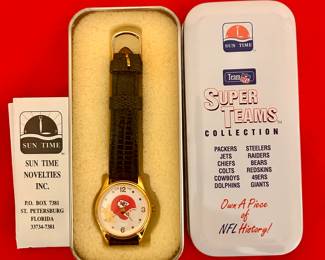 SUN TIME
SUN TIME
NOVELTIES
INC.
P.O. BOX 7381
ST. PETERSBURG
FLORIDA
33734-7381
SUN TIME
Team NFL
SUPER
TEAMS
COLLECTION
PACKERS STEELERS
JETS RAIDERS
CHIEFS BEARS
COLTS REDSKINS
COWBOYS 49ERS
DOLPHINS GIANTS
Own A Piece
of
NFL History!